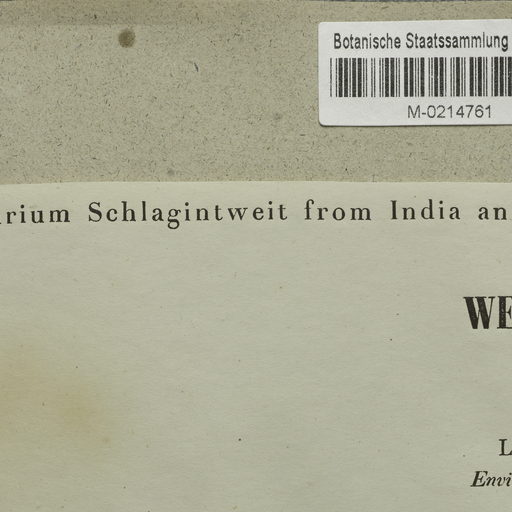 Botanische Staatssammlung
M-0214761
rium Schlagintweit from India an
WE
L
Envi